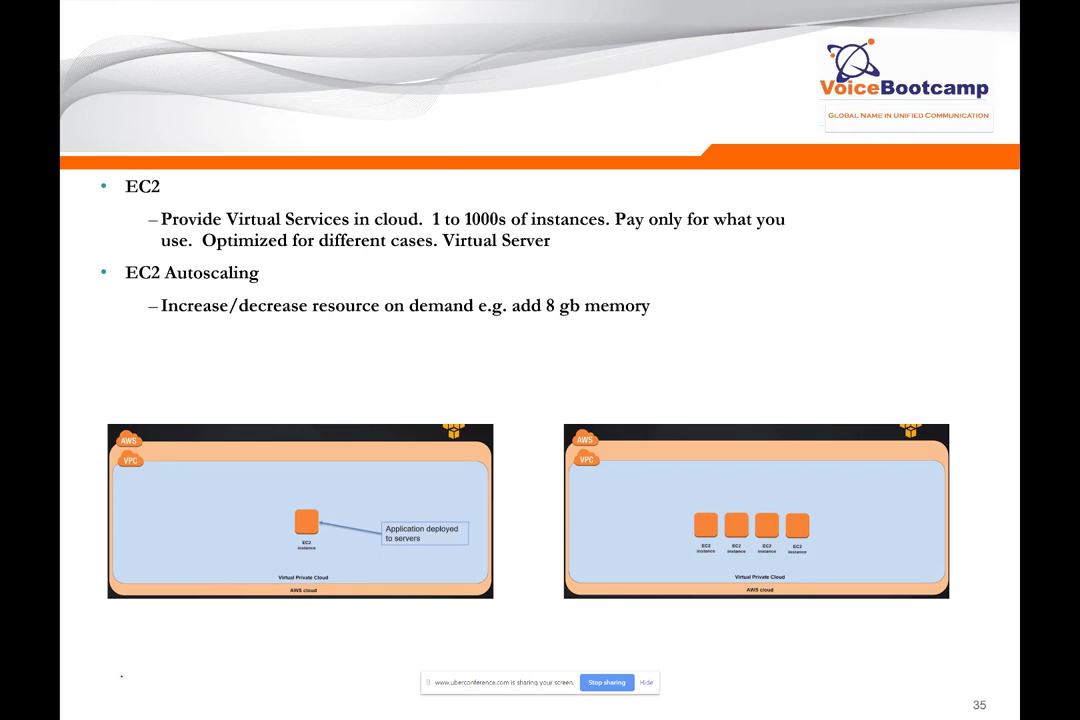 VoiceBootcamp
GLOBAL NAME IN UNIFIED COMMUNICATION
• EC2
– Provide Virtual Services in cloud.  1 to 1000s of instances. Pay only for what you
use.  Optimized for different cases. Virtual Server
• EC2 Autoscaling
– Increase/decrease resource on demand e.g. add 8 gb memory
AWS
VPC
Application deployed
to servers
EC2
instance
Virtual Private Cloud
AWS cloud
AWS
VPC
EC2 EC2 EC2 EC2
instance instance instance instance
Virtual Private Cloud
AWS cloud
www.uberconference.com is sharing your screen. Stop sharing Hide
35